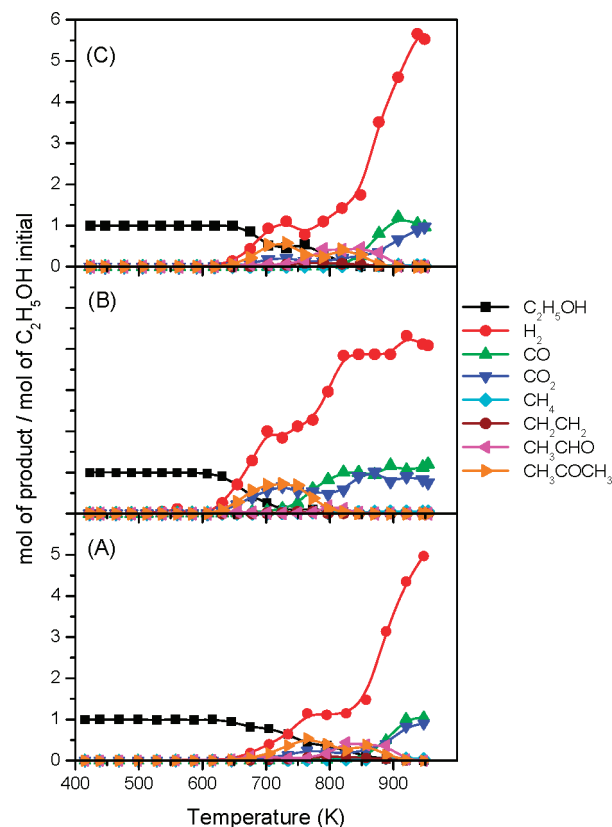 6
(C)
5
4
3
2
1
0
(B)
(A)
5
4
3
2
1
0
400 500 600 700 800 900
Temperature (K)
mol of product / mol of C₂H₅OH initial
C₂H₅OH
H₂
CO
CO₂
CH₄
CH₂CH₂
CH₃CHO
CH₃COCH₃